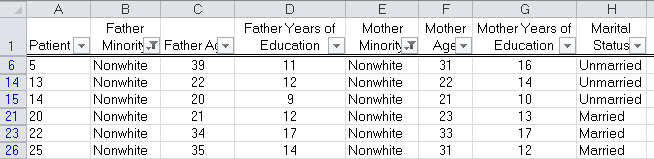 A B C D E F G H
1 Patient Father Minority Father Ag Father Years of Education Mother Minority Mother Age Mother Years of Education Marital Status
6 5 Nonwhite 39 11 Nonwhite 31 16 Unmarried
14 13 Nonwhite 22 12 Nonwhite 22 14 Unmarried
15 14 Nonwhite 20 9 Nonwhite 21 10 Unmarried
21 20 Nonwhite 21 12 Nonwhite 23 13 Married
23 22 Nonwhite 34 17 Nonwhite 33 17 Married
26 25 Nonwhite 35 14 Nonwhite 31 12 Married